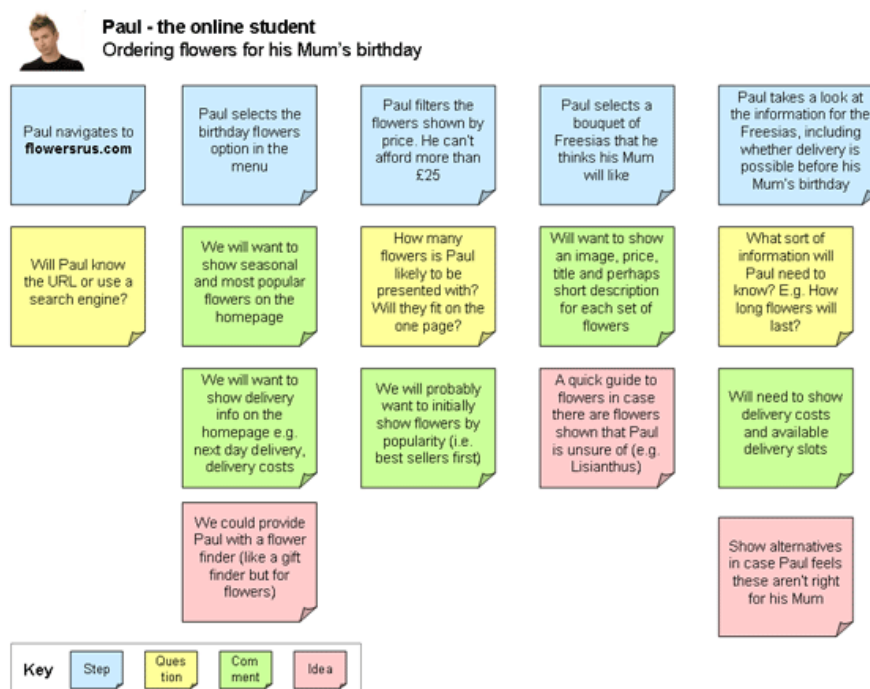 Paul - the online student
Ordering flowers for his Mum's birthday
Paul navigates to
flowersrus.com
Paul selects the
birthday flowers
option in the
menu
Paul filters the
flowers shown by
price. He can't
afford more than
£25
Paul selects a
bouquet of
Freesias that he
thinks his Mum
will like
Paul takes a look at
the information for the
Freesias, including
whether delivery is
possible before his
Mum's birthday
Will Paul know
the URL or use a
search engine?
We will want to
show seasonal
and most popular
flowers on the
homepage
How many
flowers is Paul
likely to be
presented with?
Will they fit on the
one page?
Will want to show
an image, price,
title and perhaps
short description
for each set of
flowers
What sort of
information will
Paul need to
know? E.g. How
long flowers will
last?
We will want to
show delivery
info on the
homepage e.g.
next day delivery,
delivery costs
We will probably
want to initially
show flowers by
popularity (i.e.
best sellers first)
A quick guide to
flowers in case
there are flowers
shown that Paul
is unsure of (e.g.
Lisianthus)
Will need to show
delivery costs
and available
delivery slots
We could provide
Paul with a flower
finder (like a gift
finder but for
flowers)
Show alternatives
in case Paul feels
these aren't right
for his Mum
Key
Step
Ques
tion
Com
ment
Idea